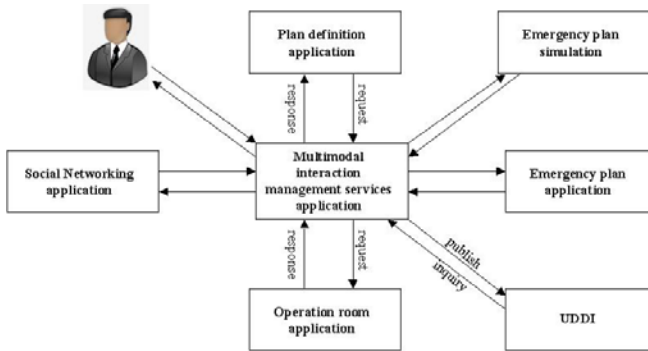 Plan definition
application
Emergency plan
simulation
response
request
Social Networking
application
Multimodal
interaction
management services
application
Emergency plan
application
response
request
publish
inquiry
Operation room
application
UDDI